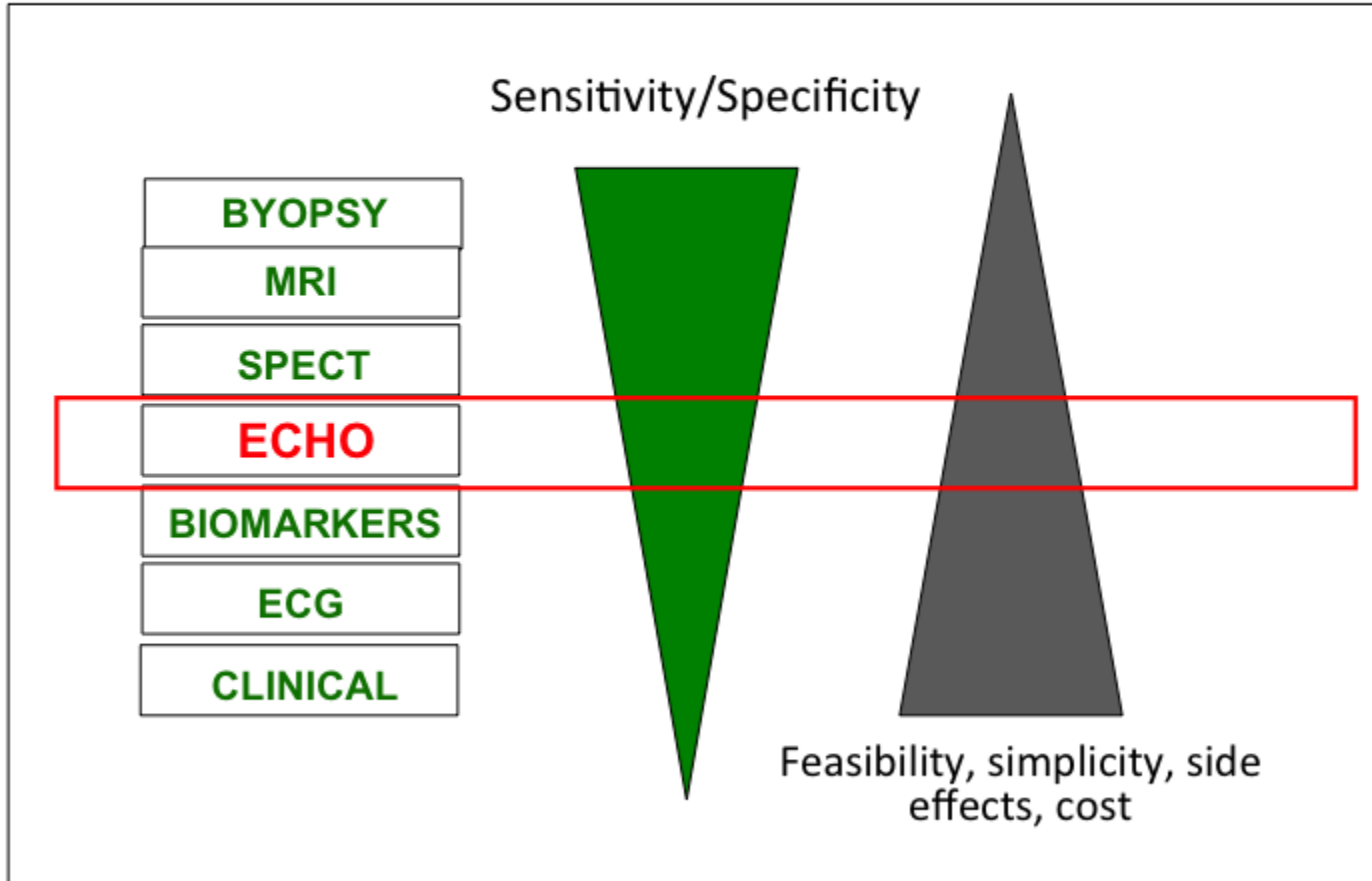 Sensitivity/Specificity
BYOPSY
MRI
SPECT
ECHO
BIOMARKERS
ECG
CLINICAL
Feasibility, simplicity, side
effects, cost